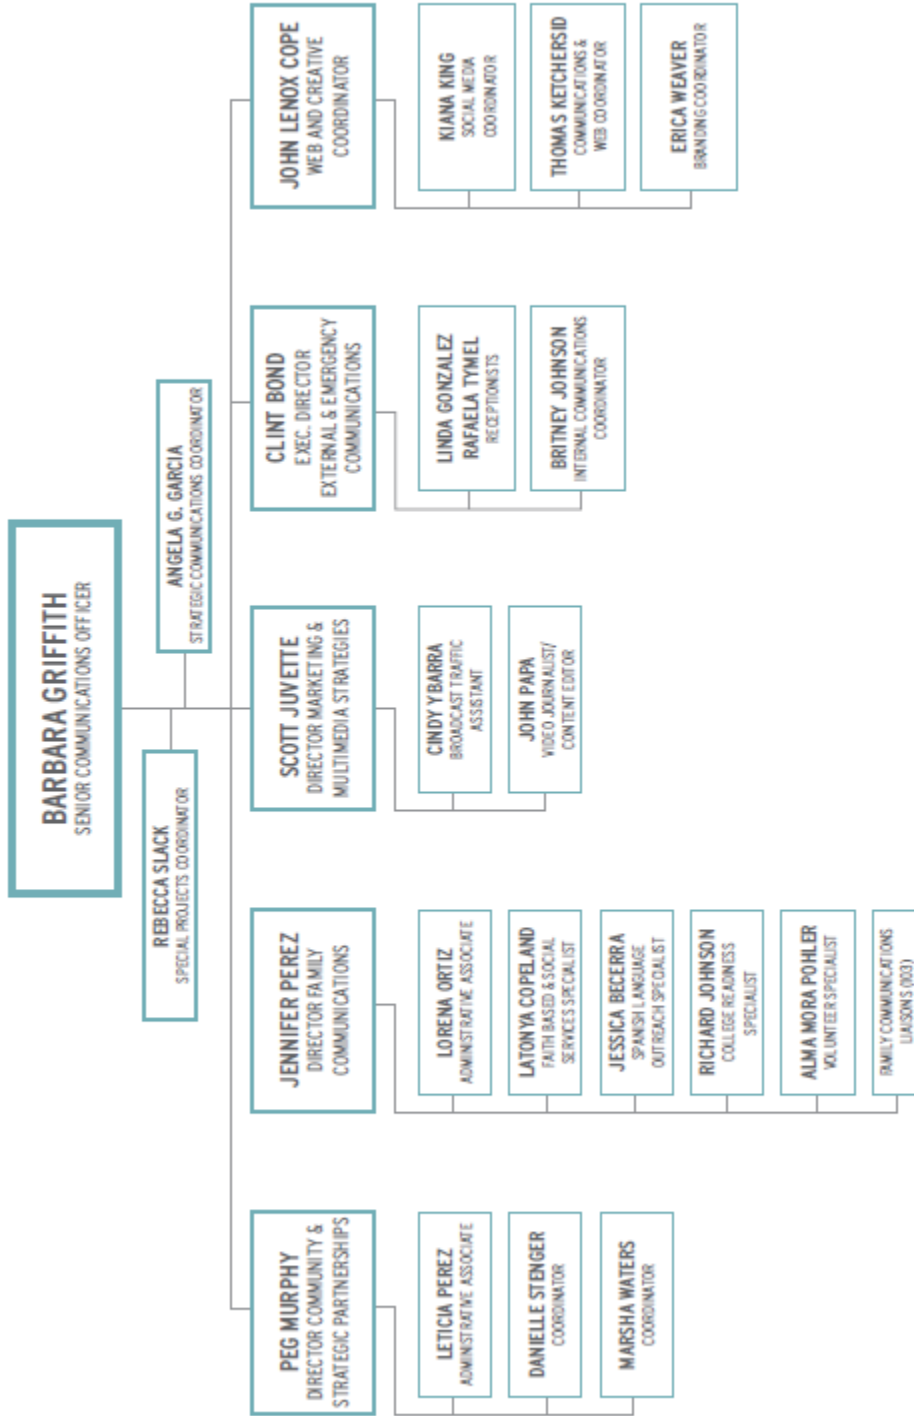 BARBARA GRIFFITH
SENIOR COMMUNICATIONS OFFICER
REBECCA SLACK
SPECIAL PROJECTS COORDINATOR
ANGELA G. GARCIA
STRATEGIC COMMUNICATIONS COORDINATOR
PEG MURPHY
DIRECTOR COMMUNITY &
STRATEGIC PARTNERSHIPS
LETICIA PEREZ
ADMINISTRATIVE ASSOCIATE
DANIELLE STENGER
COORDINATOR
MARSHA WATERS
COORDINATOR
JENNIFER PEREZ
DIRECTOR FAMILY
COMMUNICATIONS
LORENA ORTIZ
ADMINISTRATIVE ASSOCIATE
LATONYA COPELAND
FAITH BASED & SOCIAL
SERVICES SPECIALIST
JESSICA BECERRA
SPANISH LANGUAGE
OUTREACH SPECIALIST
RICHARD JOHNSON
COLLEGE READINESS
SPECIALIST
ALMA MORA POHLER
VOLUNTEER SPECIALIST
FAMILY COMMUNICATIONS
LIAISONS (103)
SCOTT JUVETTE
DIRECTOR MARKETING &
MULTIMEDIA STRATEGIES
CINDY YBARRA
BROADCAST TRAFFIC
ASSISTANT
JOHN PAPA
VIDEO JOURNALIST/
CONTENT EDITOR
CLINT BOND
EXEC. DIRECTOR
EXTERNAL & EMERGENCY
COMMUNICATIONS
LINDA GONZALEZ
RAFAELA TYMEL
RECEPTIONISTS
BRITNEY JOHNSON
INTERNAL COMMUNICATIONS
COORDINATOR
JOHN LENOX COPE
WEB AND CREATIVE
COORDINATOR
KIANA KING
SOCIAL MEDIA
COORDINATOR
THOMAS KETCHERSID
COMMUNICATIONS &
WEB COORDINATOR
ERICA WEAVER
BRANDING COORDINATOR